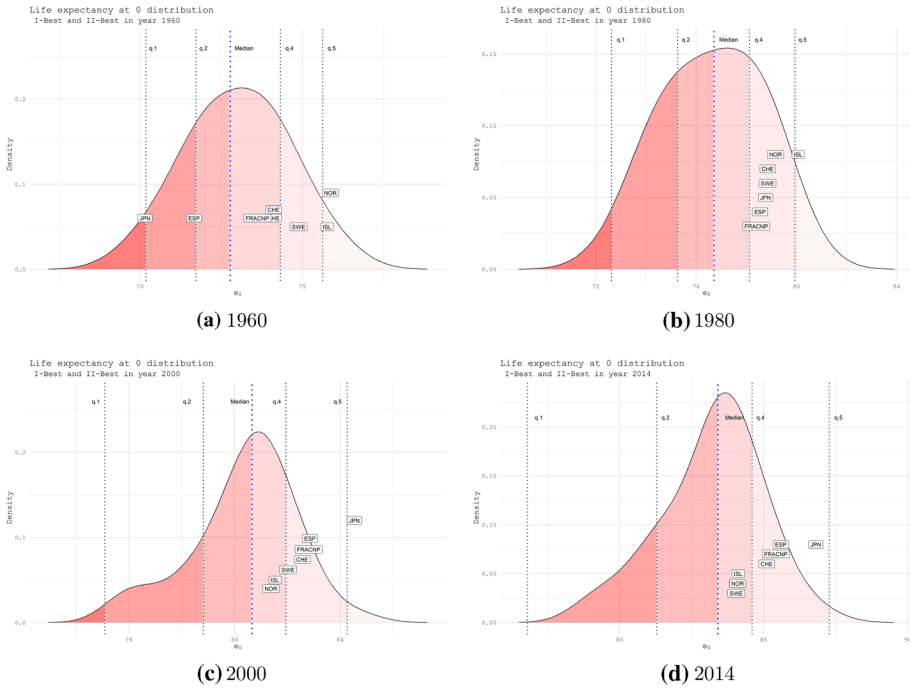 Life expectancy at 0 distribution
I-Best and II-Best in year 1960
q.1
q.2
Median
q.4
q.5
0.2
0.1
0.0
Density
NOR
CHE
JPN
ESP
FRACNP
HE
SWE
ISL
70
75
e₀
(a) 1960
Life expectancy at 0 distribution
I-Best and II-Best in year 1980
q.1
q.2
Median
q.4
q.5
0.15
0.10
0.05
0.00
Density
NOR
ISL
CHE
SWE
JPN
ESP
FRACNP
72
76
80
84
e₀
(b) 1980
Life expectancy at 0 distribution
I-Best and II-Best in year 2000
q.1
q.2
Median
q.4
q.5
0.2
0.1
0.0
Density
JPN
ESP
FRACNP
CHE
SWE
ISL
NOR
76
80
84
e₀
(c) 2000
Life expectancy at 0 distribution
I-Best and II-Best in year 2014
q.1
q.2
Median
q.4
q.5
0.20
0.15
0.10
0.05
0.00
Density
ESP
JPN
FRACNP
CHE
ISL
NOR
SWE
80
85
90
e₀
(d) 2014